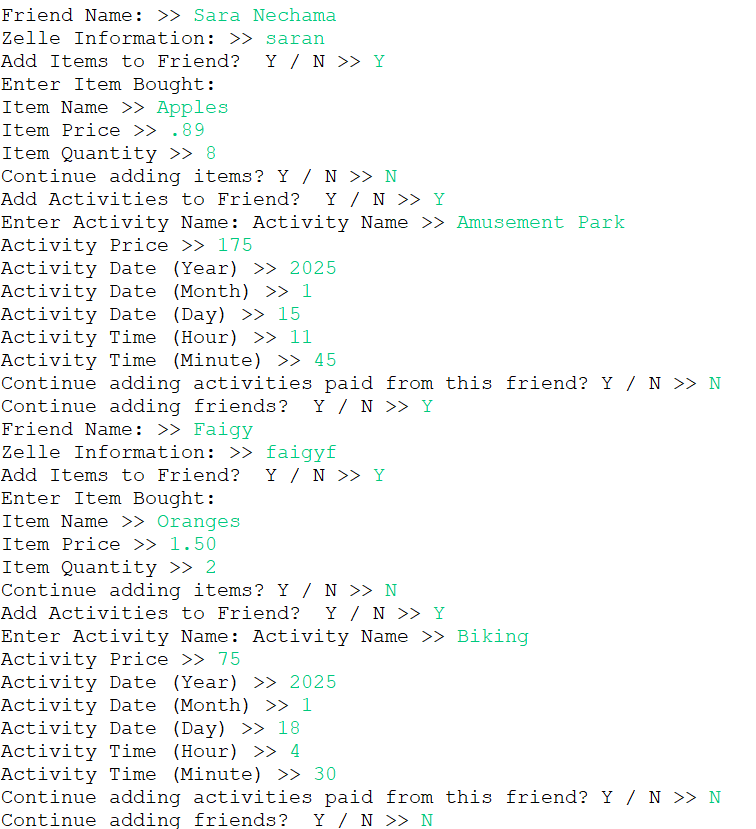 Friend Name: >> Sara Nechama
Zelle Information: >> saran
Add Items to Friend?  Y / N >> Y
Enter Item Bought:
Item Name >> Apples
Item Price >> .89
Item Quantity >> 8
Continue adding items? Y / N >> N
Add Activities to Friend?  Y / N >> Y
Enter Activity Name: Activity Name >> Amusement Park
Activity Price >> 175
Activity Date (Year) >> 2025
Activity Date (Month) >> 1
Activity Date (Day) >> 15
Activity Time (Hour) >> 11
Activity Time (Minute) >> 45
Continue adding activities paid from this friend? Y / N >> N
Continue adding friends?  Y / N >> Y
Friend Name: >> Faigy
Zelle Information: >> faigyf
Add Items to Friend?  Y / N >> Y
Enter Item Bought:
Item Name >> Oranges
Item Price >> 1.50
Item Quantity >> 2
Continue adding items? Y / N >> N
Add Activities to Friend?  Y / N >> Y
Enter Activity Name: Activity Name >> Biking
Activity Price >> 75
Activity Date (Year) >> 2025
Activity Date (Month) >> 1
Activity Date (Day) >> 18
Activity Time (Hour) >> 4
Activity Time (Minute) >> 30
Continue adding activities paid from this friend? Y / N >> N
Continue adding friends?  Y / N >> N